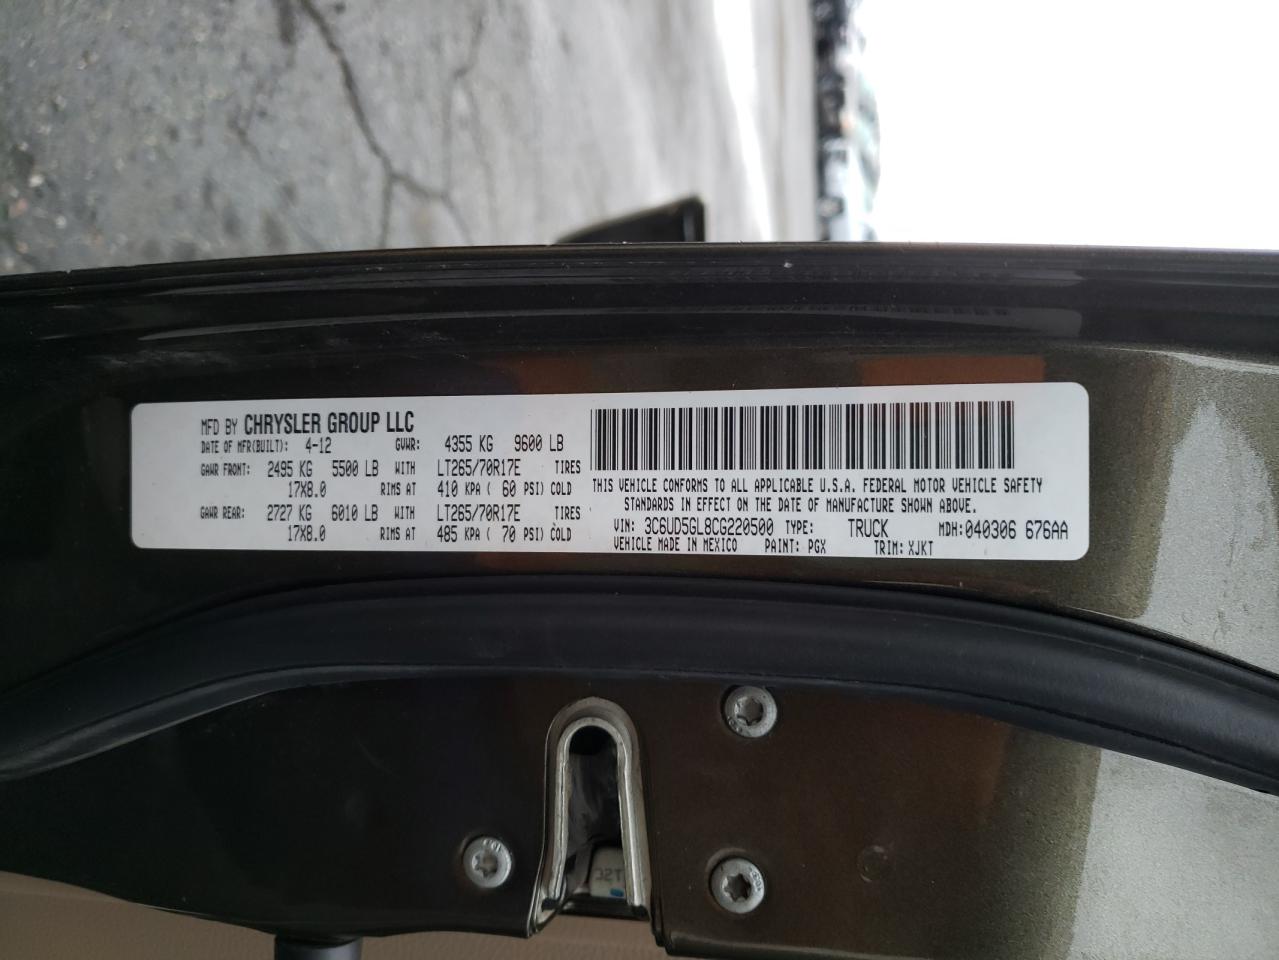 MFD BY CHRYSLER GROUP LLC
DATE OF MFR(BUILT): 4-12 GVWR: 4355 KG 9600 LB
GAWR FRONT: 2495 KG 5500 LB WITH LT265/70R17E TIRES
17X8.0 RIMS AT 410 KPA ( 60 PSI) COLD
GAWR REAR: 2727 KG 6010 LB WITH LT265/70R17E TIRES
17X8.0 RIMS AT 485 KPA ( 70 PSI) COLD
THIS VEHICLE CONFORMS TO ALL APPLICABLE U.S.A. FEDERAL MOTOR VEHICLE SAFETY
STANDARDS IN EFFECT ON THE DATE OF MANUFACTURE SHOWN ABOVE.
VIN: 3C6UD5GL8CG220500 TYPE: TRUCK MDH: 040306 676AA
VEHICLE MADE IN MEXICO PAINT: PGX TRIM: XJKT